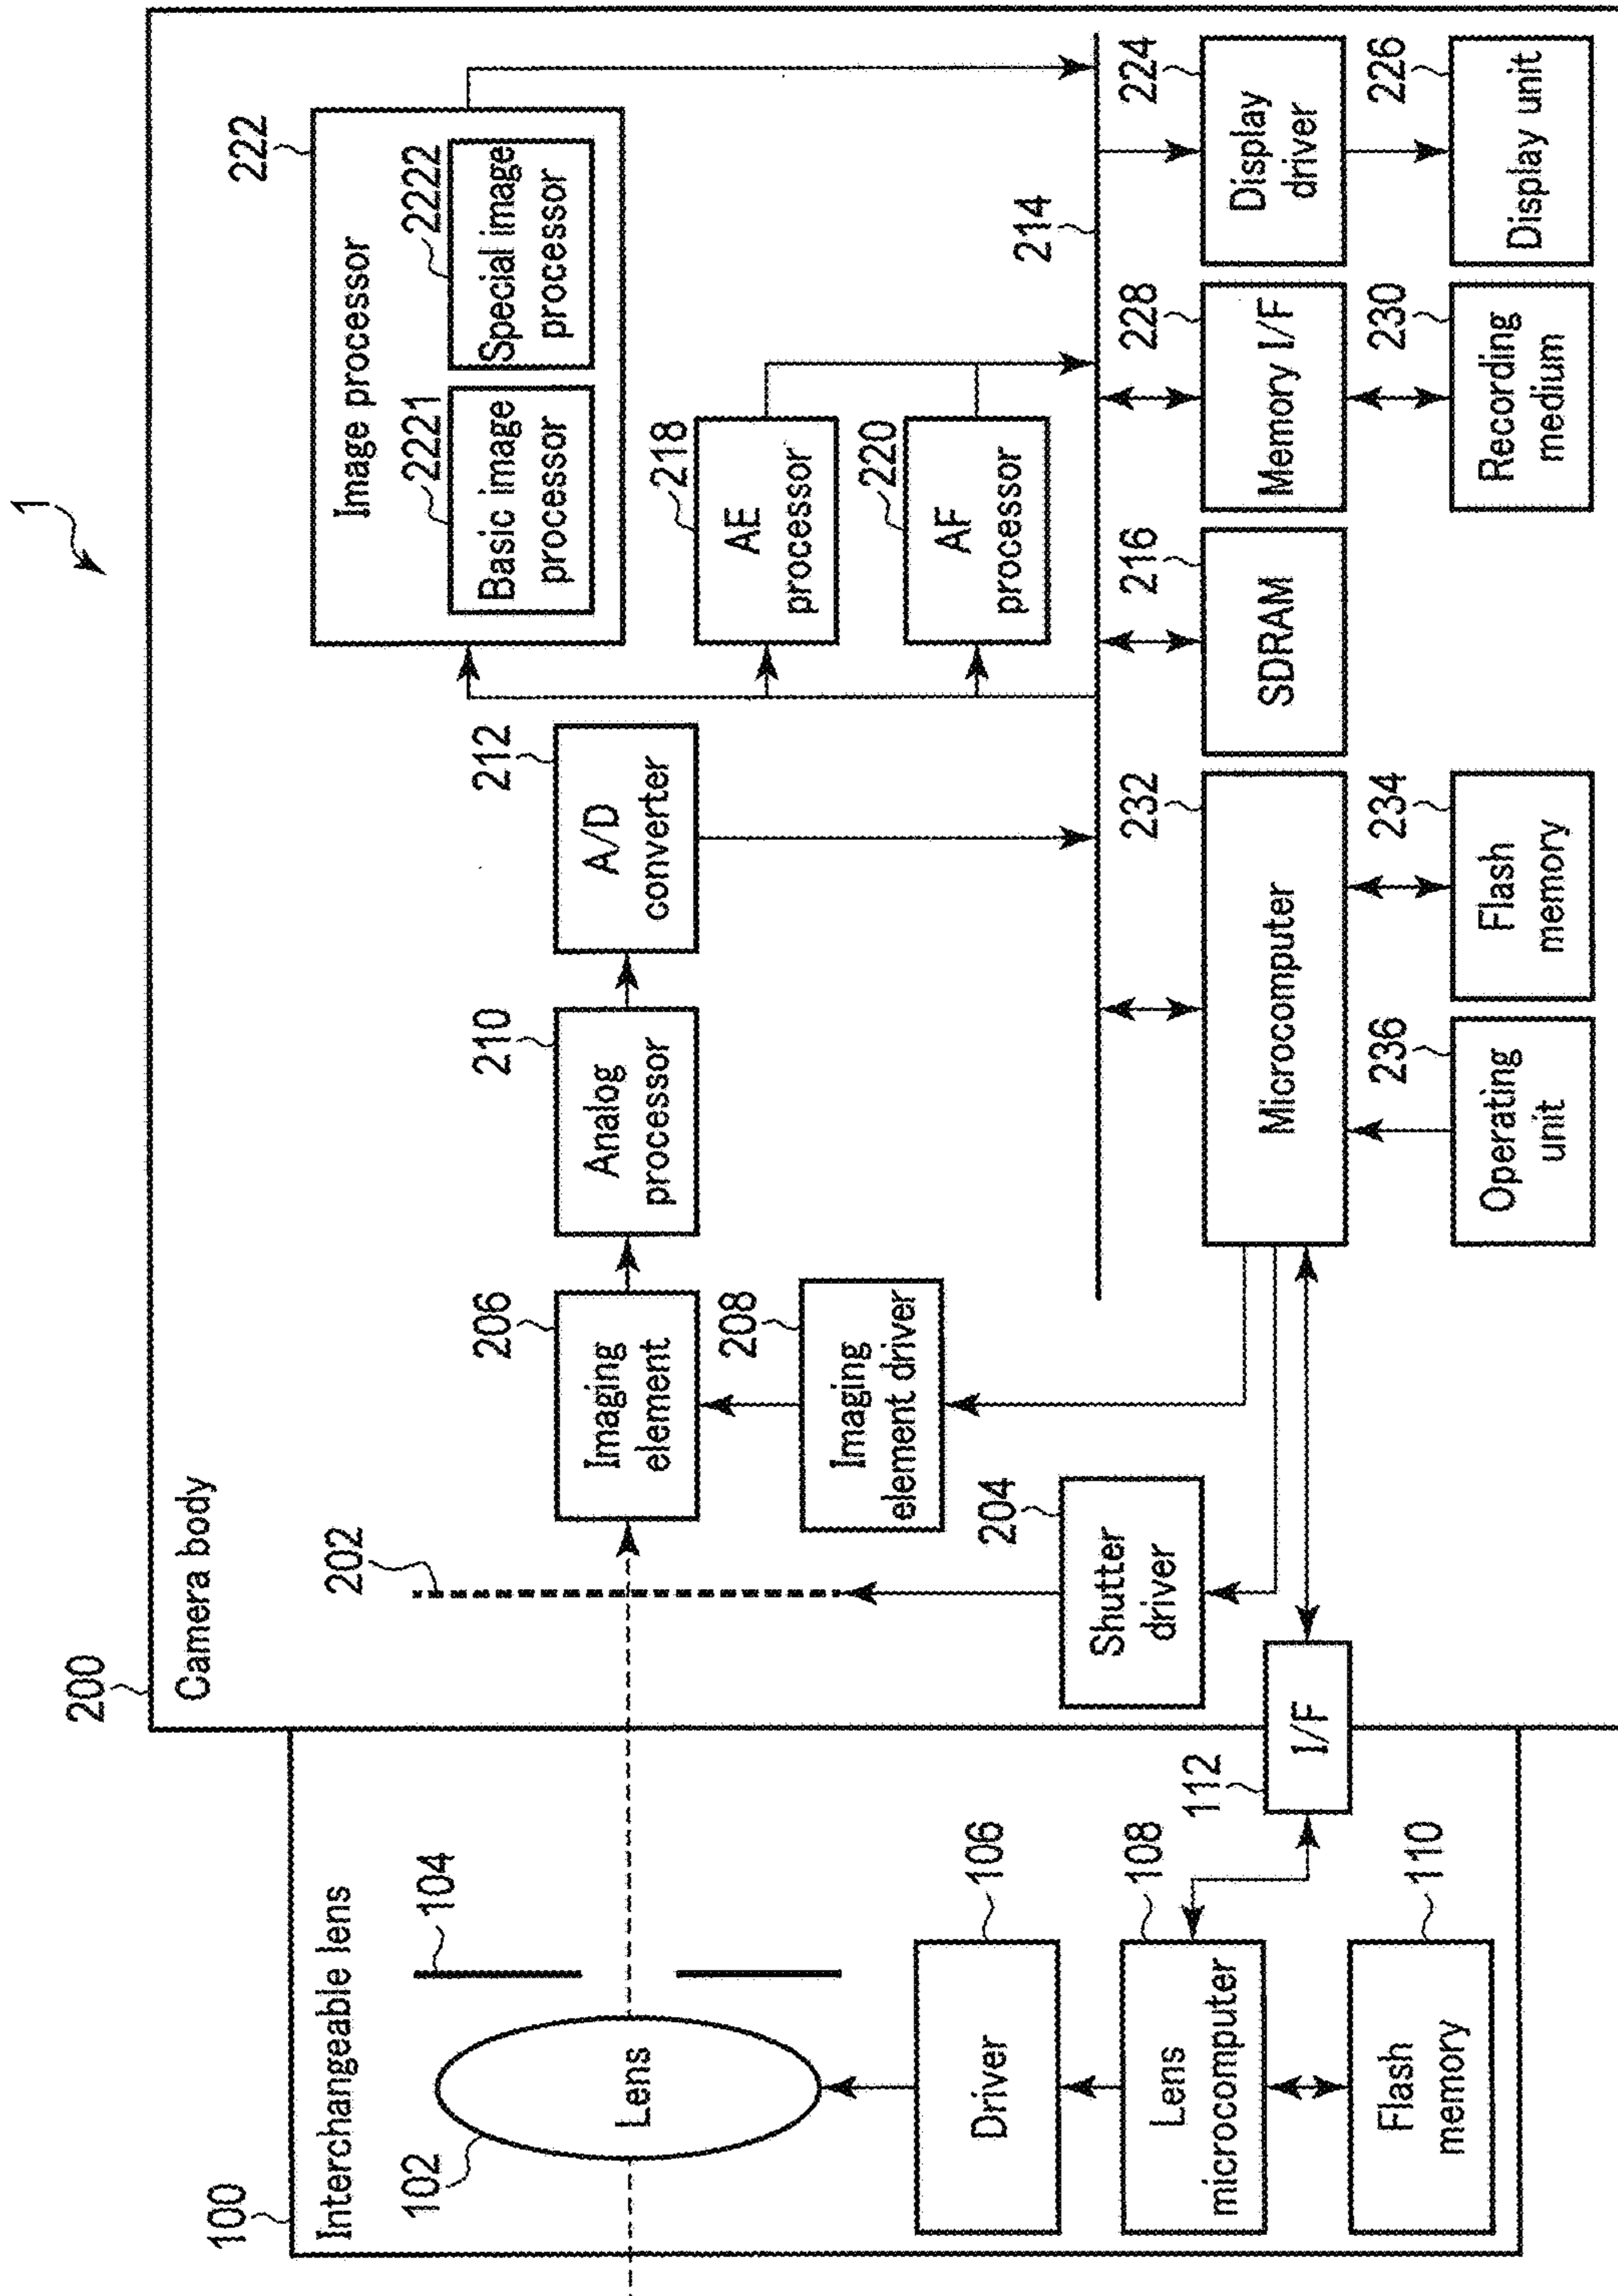 1
200
Camera body
100
Interchangeable lens
222
Image processor
2221
2222
Basic image
processor
Special image
processor
202
104
102
Lens
206
Imaging
element
210
Analog
processor
212
A/D
converter
218
AE
processor
208
Imaging
element driver
220
AF
processor
106
Driver
204
Shutter
driver
214
108
Lens
microcomputer
112
I/F
232
Microcomputer
216
SDRAM
228
Memory I/F
224
Display
driver
110
Flash
memory
236
Operating
unit
234
Flash
memory
230
Recording
medium
226
Display unit